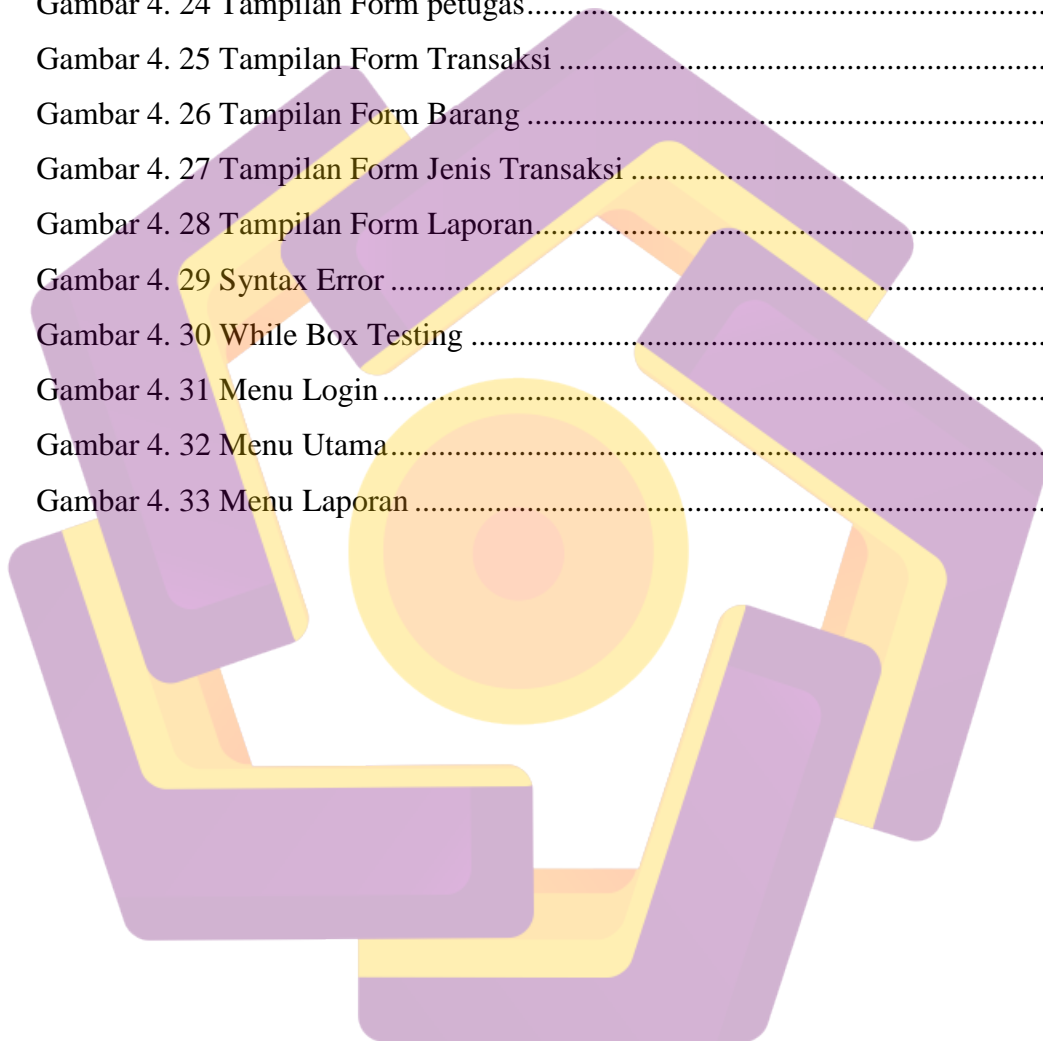 Gambar 4. 24 Tampilan Form petugas....................................................................
Gambar 4. 25 Tampilan Form Transaksi ................................................................
Gambar 4. 26 Tampilan Form Barang ....................................................................
Gambar 4. 27 Tampilan Form Jenis Transaksi .......................................................
Gambar 4. 28 Tampilan Form Laporan...................................................................
Gambar 4. 29 Syntax Error .....................................................................................
Gambar 4. 30 While Box Testing ...........................................................................
Gambar 4. 31 Menu Login......................................................................................
Gambar 4. 32 Menu Utama.....................................................................................
Gambar 4. 33 Menu Laporan ..................................................................................